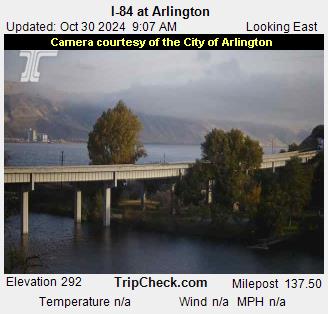 I-84 at Arlington
Updated: Oct 30 2024 9:07 AM Looking East
Camera courtesy of the City of Arlington
Elevation 292 TripCheck.com Milepost 137.50
Temperature n/a Wind n/a MPH n/a